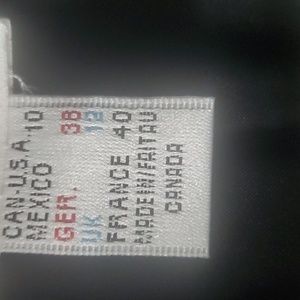 CAN-U.S.A. 10
MEXICO
GER. 38
UK 12
FRANCE 40
MADE IN/FAIT AU
CANADA